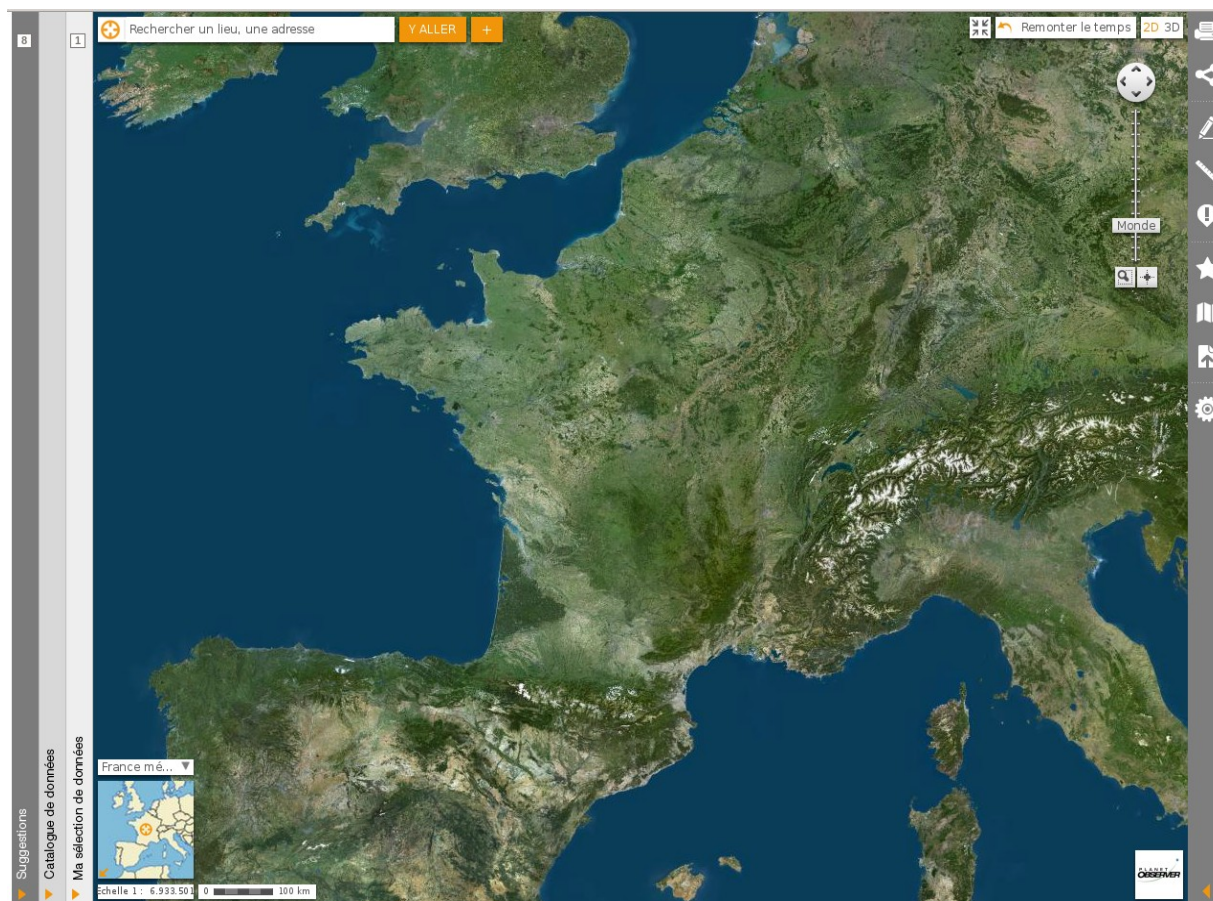 8
1
Rechercher un lieu, une adresse
Y ALLER
+
Remonter le temps
2D 3D
Monde
Suggestions
Catalogue de données
Ma sélection de données
France mé...
Echelle 1 : 6.933.501
0 100 km
PLANET
OBSERVER